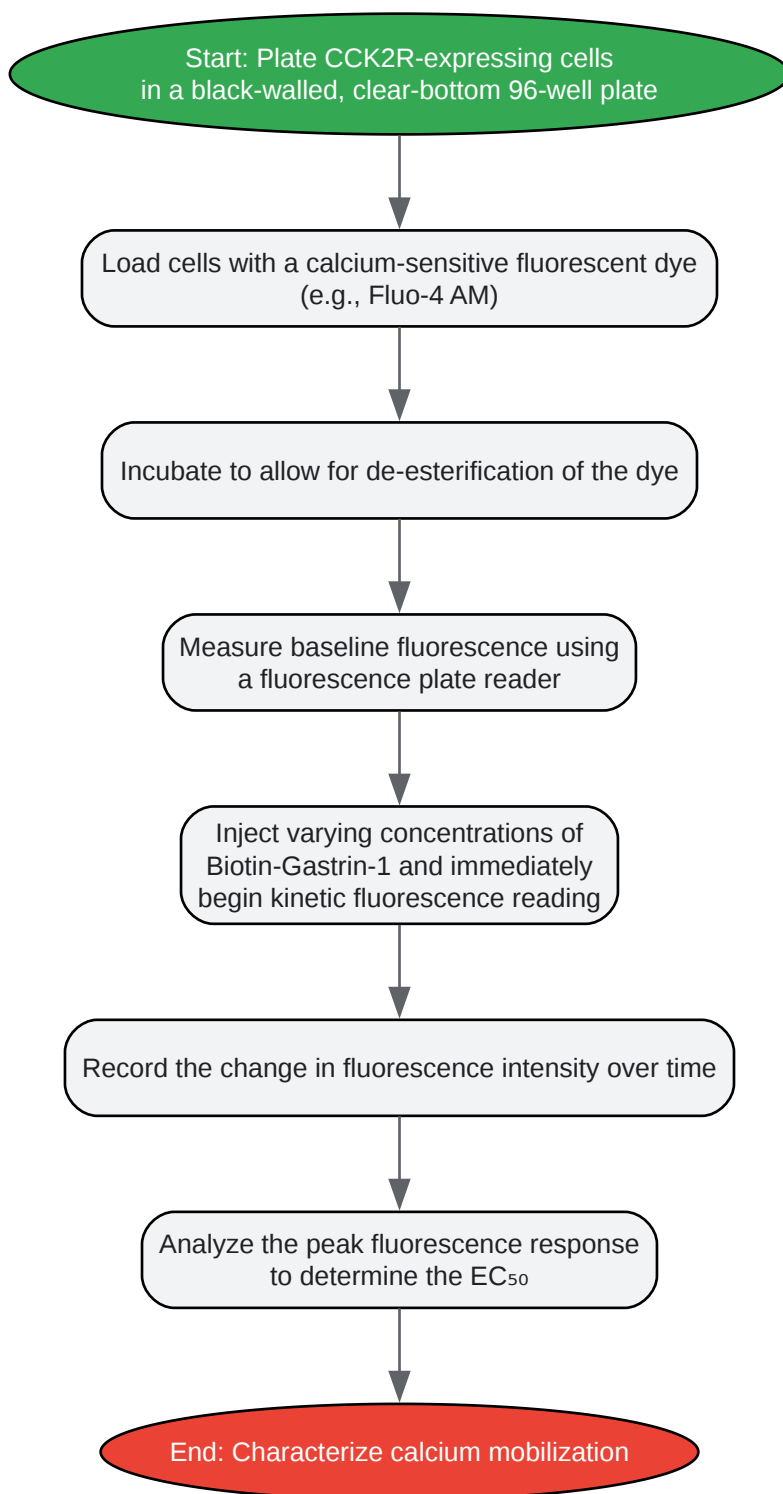 Start: Plate CCK2R-expressing cells
in a black-walled, clear-bottom 96-well plate
Load cells with a calcium-sensitive fluorescent dye
(e.g., Fluo-4 AM)
Incubate to allow for de-esterification of the dye
Measure baseline fluorescence using
a fluorescence plate reader
Inject varying concentrations of
Biotin-Gastrin-1 and immediately
begin kinetic fluorescence reading
Record the change in fluorescence intensity over time
Analyze the peak fluorescence response
to determine the EC₅₀
End: Characterize calcium mobilization